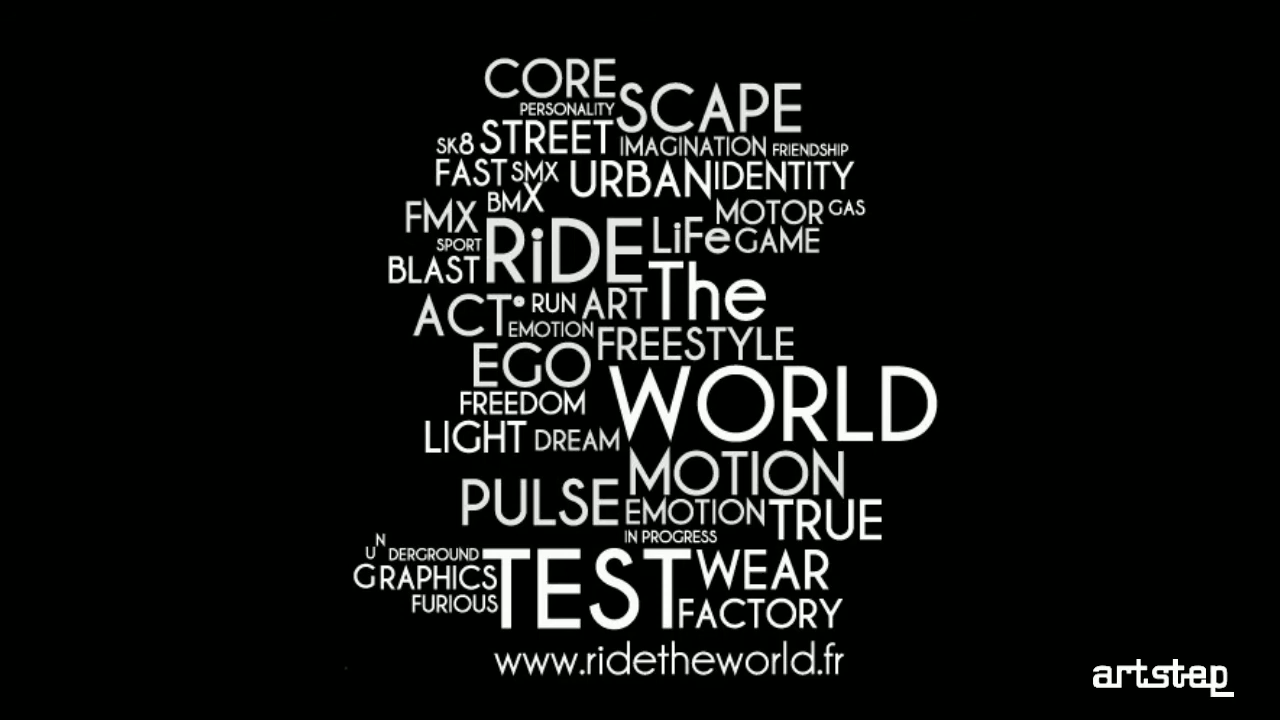 CORE
PERSONALITY SCAPE
SK8 STREET IMAGINATION FRIENDSHIP
FAST SMX URBAN IDENTITY
FMX BMX MOTOR GAS
SPORT RiDE LiFe GAME
BLAST The
ACT• RUN ART
EMOTION FREESTYLE
EGO
FREEDOM WORLD
LIGHT DREAM
MOTION
PULSE EMOTION TRUE
IN PROGRESS
UNDERGROUND TEST WEAR
GRAPHICS
FURIOUS FACTORY
www.ridetheworld.fr
artstep